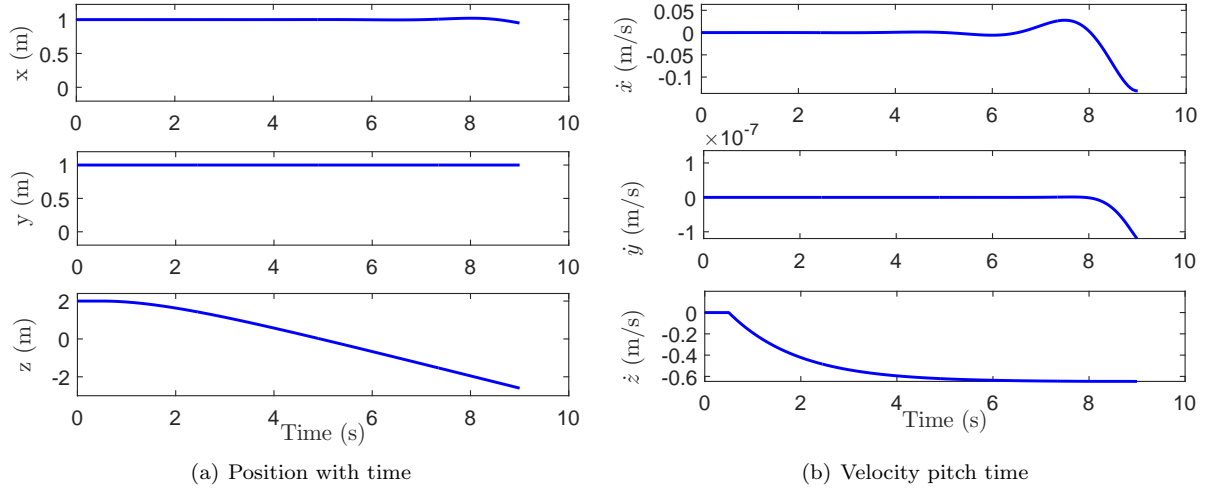 x (m)
1
0.5
0
0 2 4 6 8 10
y (m)
1
0.5
0
0 2 4 6 8 10
z (m)
2
0
-2
0 2 4 6 8 10
Time (s)
(a) Position with time
ẋ (m/s)
0.05
0
-0.05
-0.1
0 2 4 6 8 10
×10⁻⁷
ẏ (m/s)
1
0
-1
0 2 4 6 8 10
ż (m/s)
0
-0.2
-0.4
-0.6
0 2 4 6 8 10
Time (s)
(b) Velocity pitch time